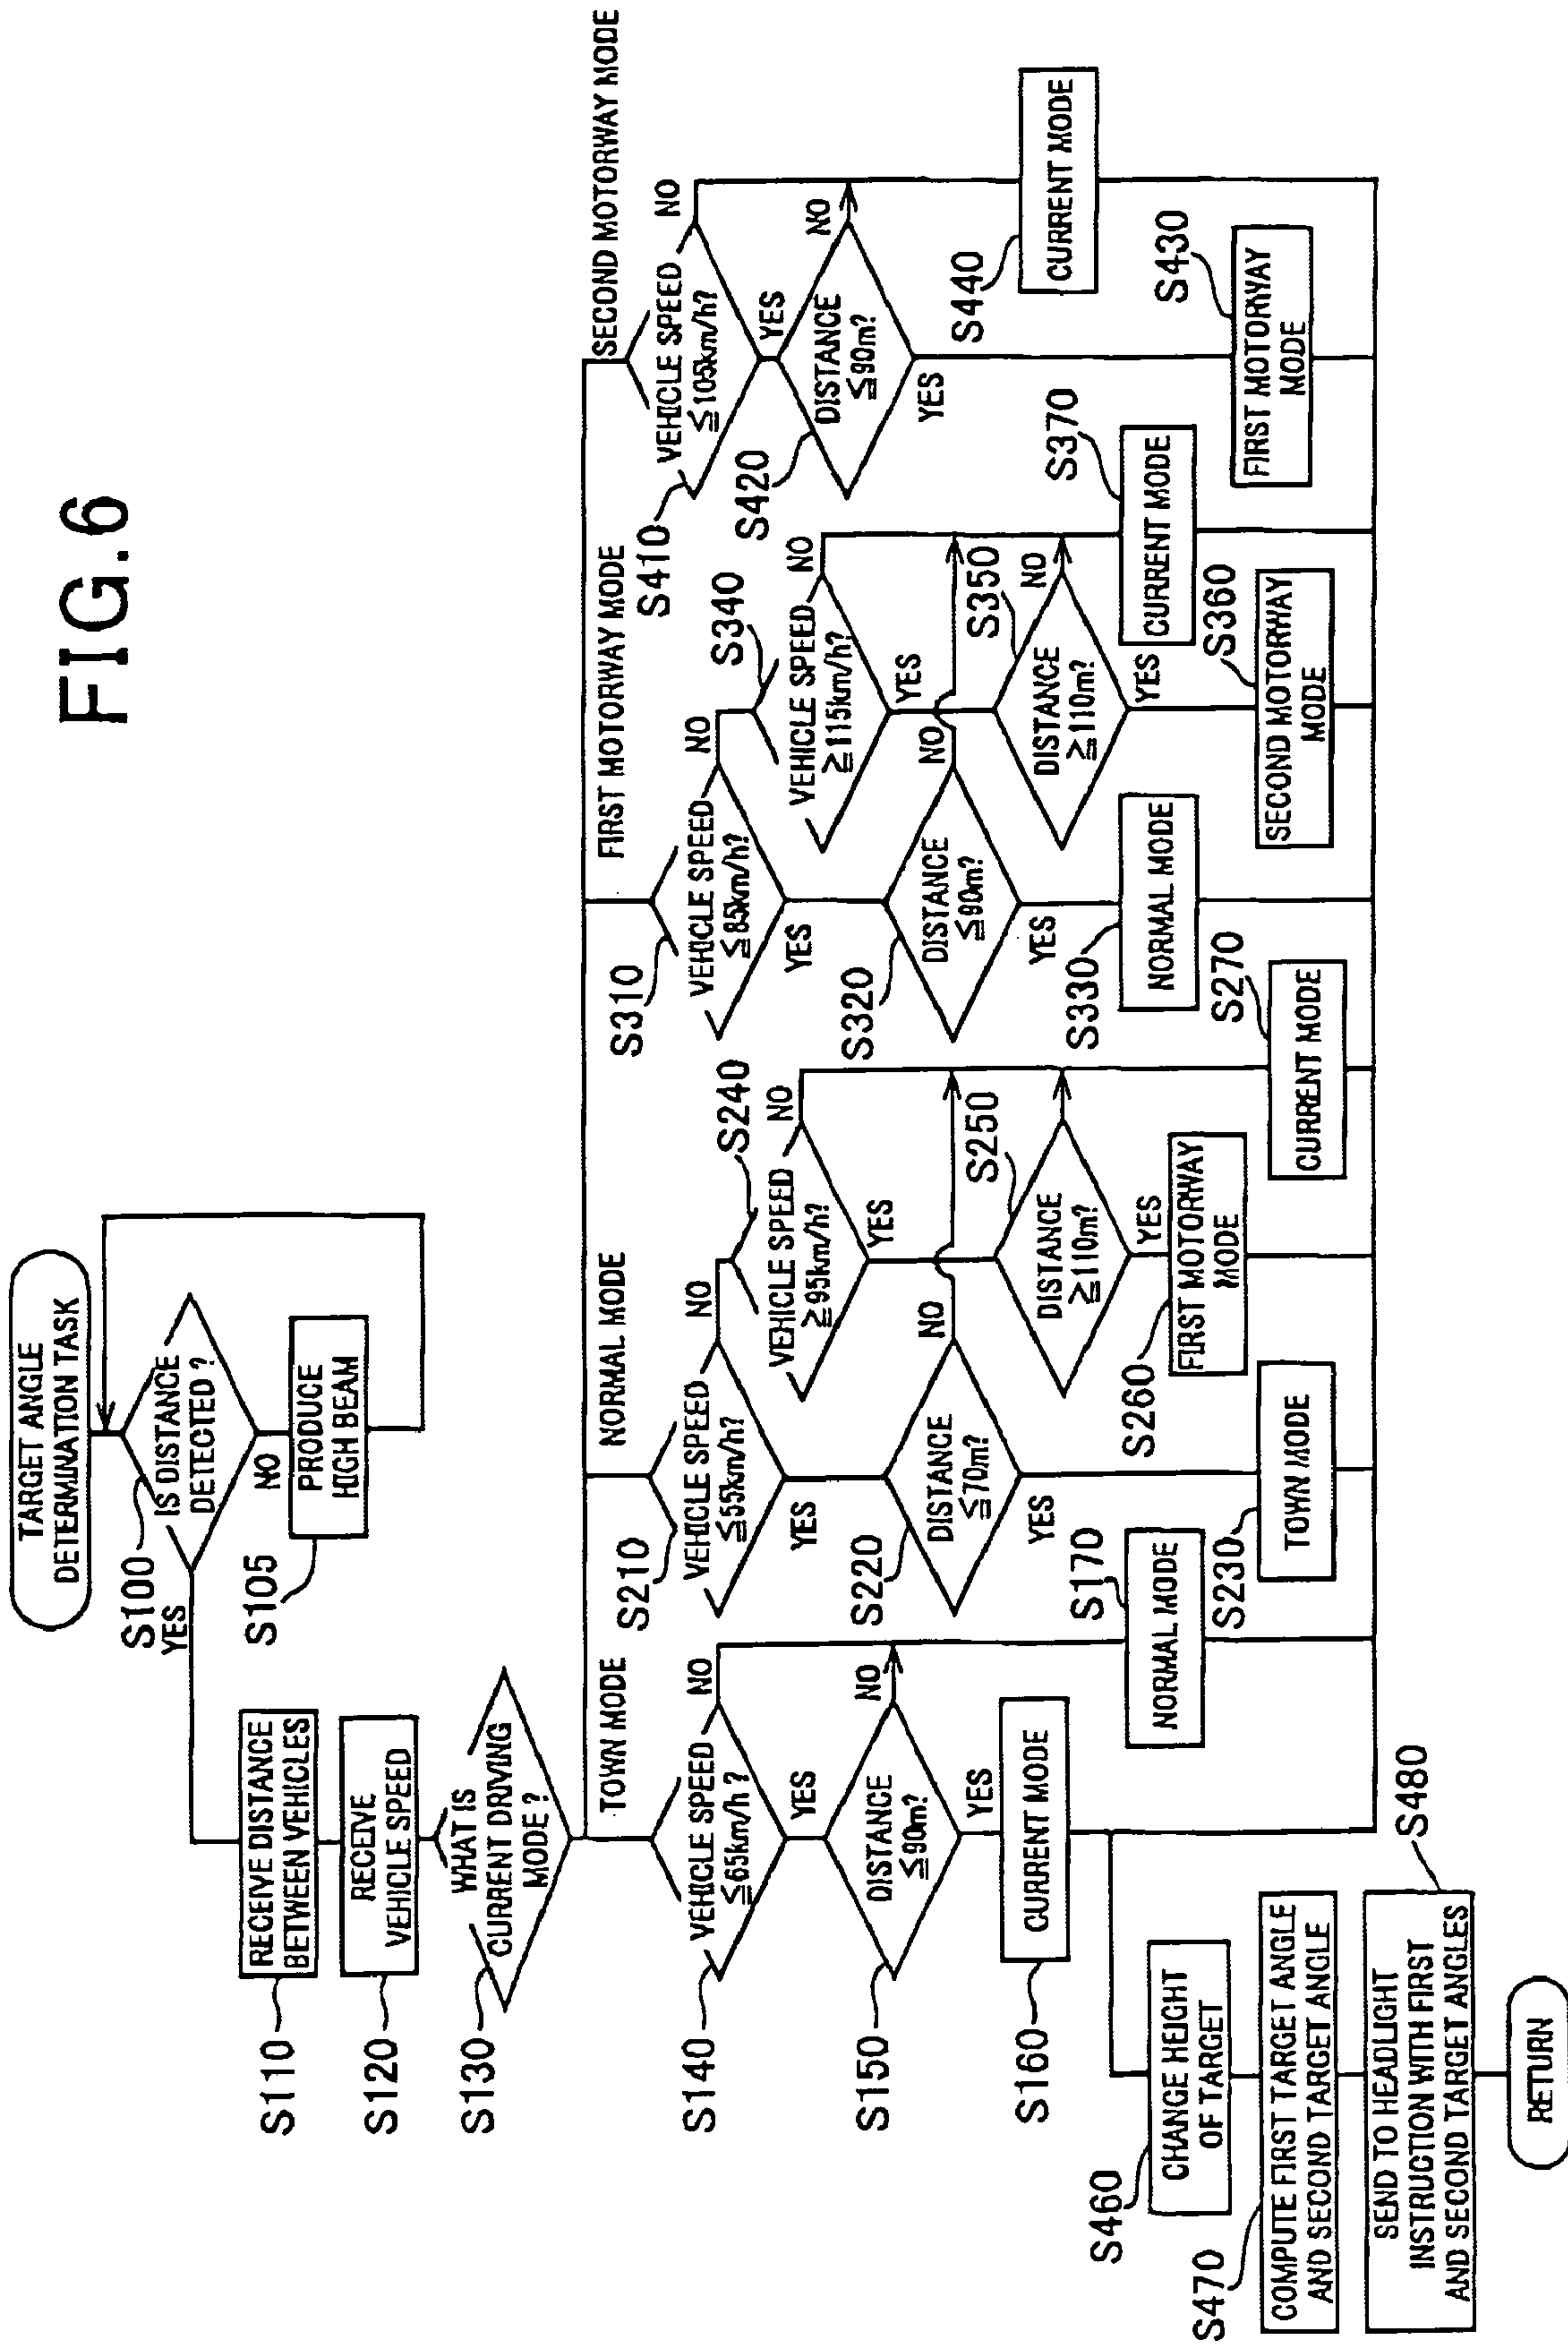 FIG.6
TARGET ANGLE
DETERMINATION TASK
S100
IS DISTANCE
DETECTED ?
YES
NO
S105
PRODUCE
HIGH BEAM
S110
RECEIVE DISTANCE
BETWEEN VEHICLES
S120
RECEIVE
VEHICLE SPEED
S130
WHAT IS
CURRENT DRIVING
MODE ?
TOWN MODE
S140
VEHICLE SPEED
≦65km/h ?
NO
YES
S150
DISTANCE
≦90m?
NO
YES
S160
CURRENT MODE
S170
NORMAL MODE
NORMAL MODE
S210
VEHICLE SPEED
≦55km/h?
NO
YES
S220
DISTANCE
≦70m?
NO
YES
S230
TOWN MODE
S240
VEHICLE SPEED
≧95km/h?
NO
YES
S250
DISTANCE
≧110m?
YES
S260
FIRST MOTORWAY
MODE
S270
CURRENT MODE
FIRST MOTORWAY MODE
S310
VEHICLE SPEED
≦85km/h?
NO
YES
S320
DISTANCE
≦90m?
NO
YES
S330
NORMAL MODE
S340
VEHICLE SPEED
≧115km/h?
NO
YES
S350
DISTANCE
≧110m?
NO
YES
S360
SECOND MOTORWAY
MODE
S370
CURRENT MODE
SECOND MOTORWAY MODE
S410
VEHICLE SPEED
≦105km/h?
NO
YES
S420
DISTANCE
≦90m?
NO
YES
S430
FIRST MOTORWAY
MODE
S440
CURRENT MODE
S460
CHANGE HEIGHT
OF TARGET
S470
COMPUTE FIRST TARGET ANGLE
AND SECOND TARGET ANGLE
S480
SEND TO HEADLIGHT
INSTRUCTION WITH FIRST
AND SECOND TARGET ANGLES
RETURN